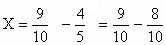 X = 9/10 - 4/5 = 9/10 - 8/10